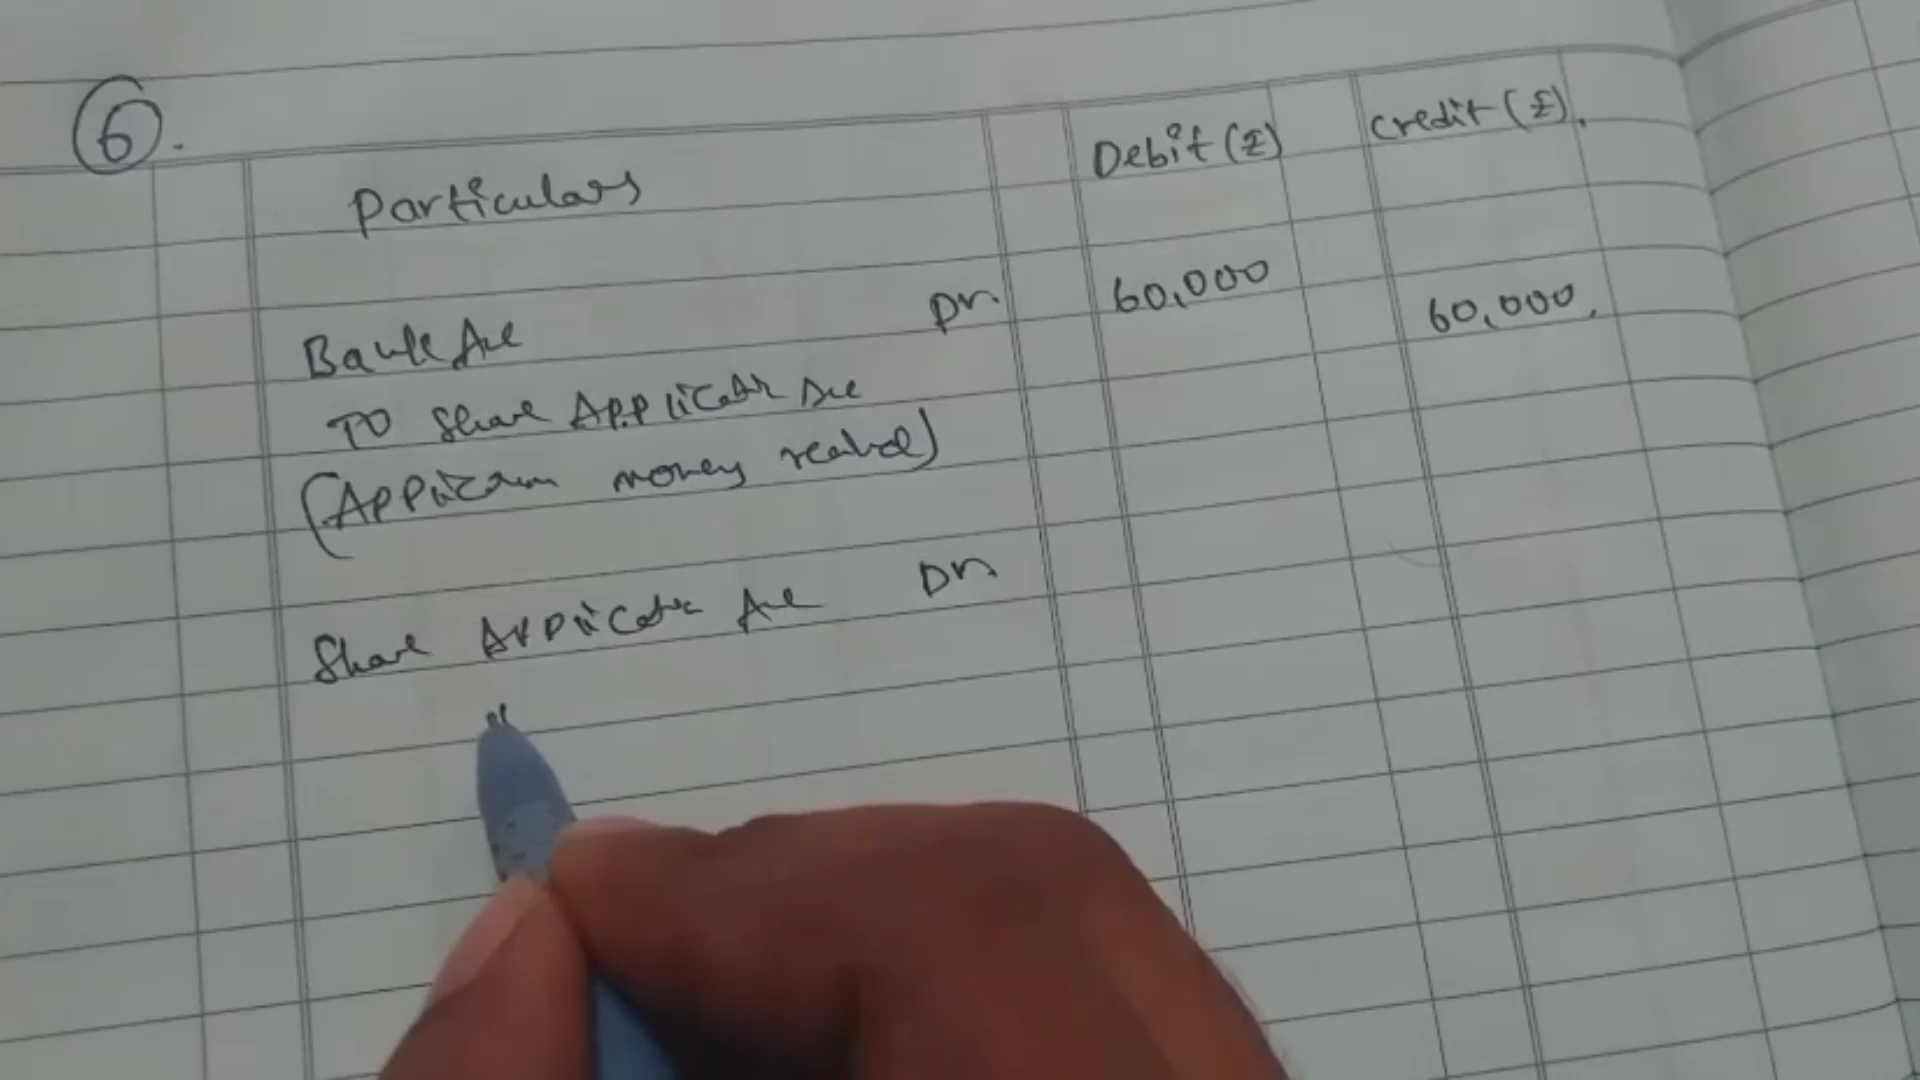 6.
Particulars Debit (₹) Credit (₹).
Bank A/c Dr. 60,000
To Share Application A/c 60,000.
(Application money received)
Share Application A/c Dr.